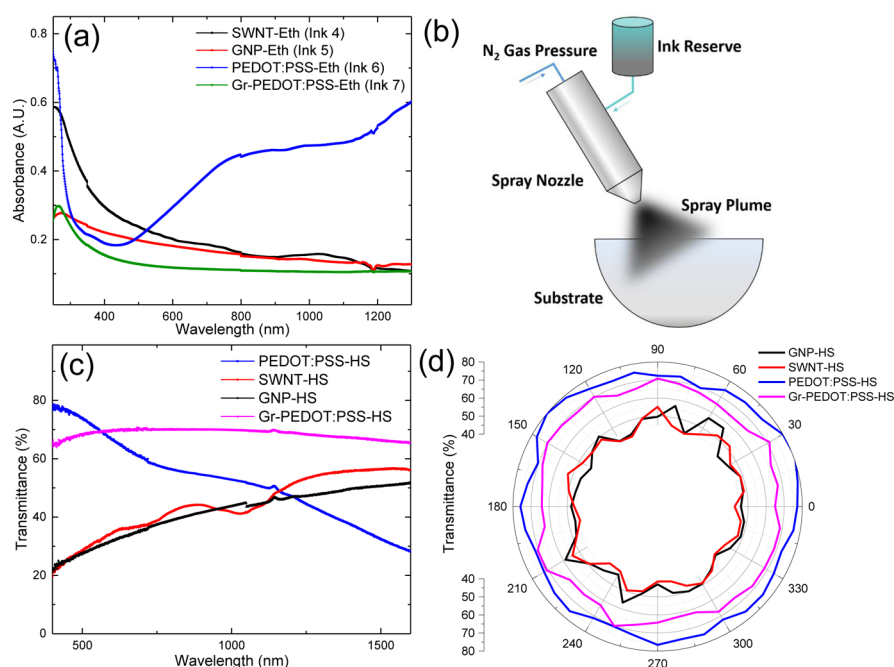 (a)
SWNT-Eth (Ink 4)
GNP-Eth (Ink 5)
PEDOT:PSS-Eth (Ink 6)
Gr-PEDOT:PSS-Eth (Ink 7)
0.8
0.6
0.4
0.2
Absorbance (A.U.)
400 600 800 1000 1200
Wavelength (nm)
(b)
N2 Gas Pressure
Ink Reserve
Spray Nozzle
Spray Plume
Substrate
(c)
PEDOT:PSS-HS
SWNT-HS
GNP-HS
Gr-PEDOT:PSS-HS
100
80
60
40
20
0
Transmittance (%)
500 1000 1500
Wavelength (nm)
(d)
GNP-HS
SWNT-HS
PEDOT:PSS-HS
Gr-PEDOT:PSS-HS
80
70
60
50
40
40
50
60
70
80
Transmittance (%)
90
60
30
0
330
300
270
240
210
180
150
120